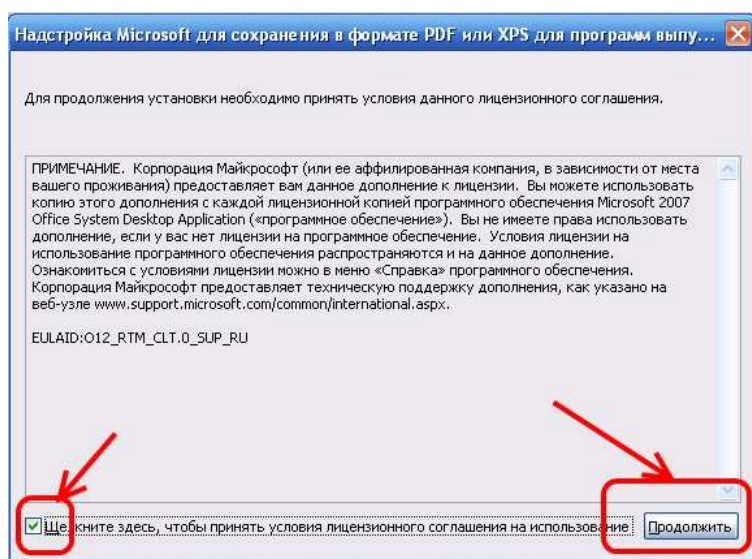 Надстройка Microsoft для сохранения в формате PDF или XPS для программ выпу...
Для продолжения установки необходимо принять условия данного лицензионного соглашения.
ПРИМЕЧАНИЕ. Корпорация Майкрософт (или ее аффилированная компания, в зависимости от места
вашего проживания) предоставляет вам данное дополнение к лицензии. Вы можете использовать
копию этого дополнения с каждой лицензионной копией программного обеспечения Microsoft 2007
Office System Desktop Application («программное обеспечение»). Вы не имеете права использовать
дополнение, если у вас нет лицензии на программное обеспечение. Условия лицензии на
использование программного обеспечения распространяются и на данное дополнение.
Ознакомиться с условиями лицензии можно в меню «Справка» программного обеспечения.
Корпорация Майкрософт предоставляет техническую поддержку дополнения, как указано на
веб-узле www.support.microsoft.com/common/international.aspx.
EULAID:O12_RTM_CLT.0_SUP_RU
Щелкните здесь, чтобы принять условия лицензионного соглашения на использование Продолжить